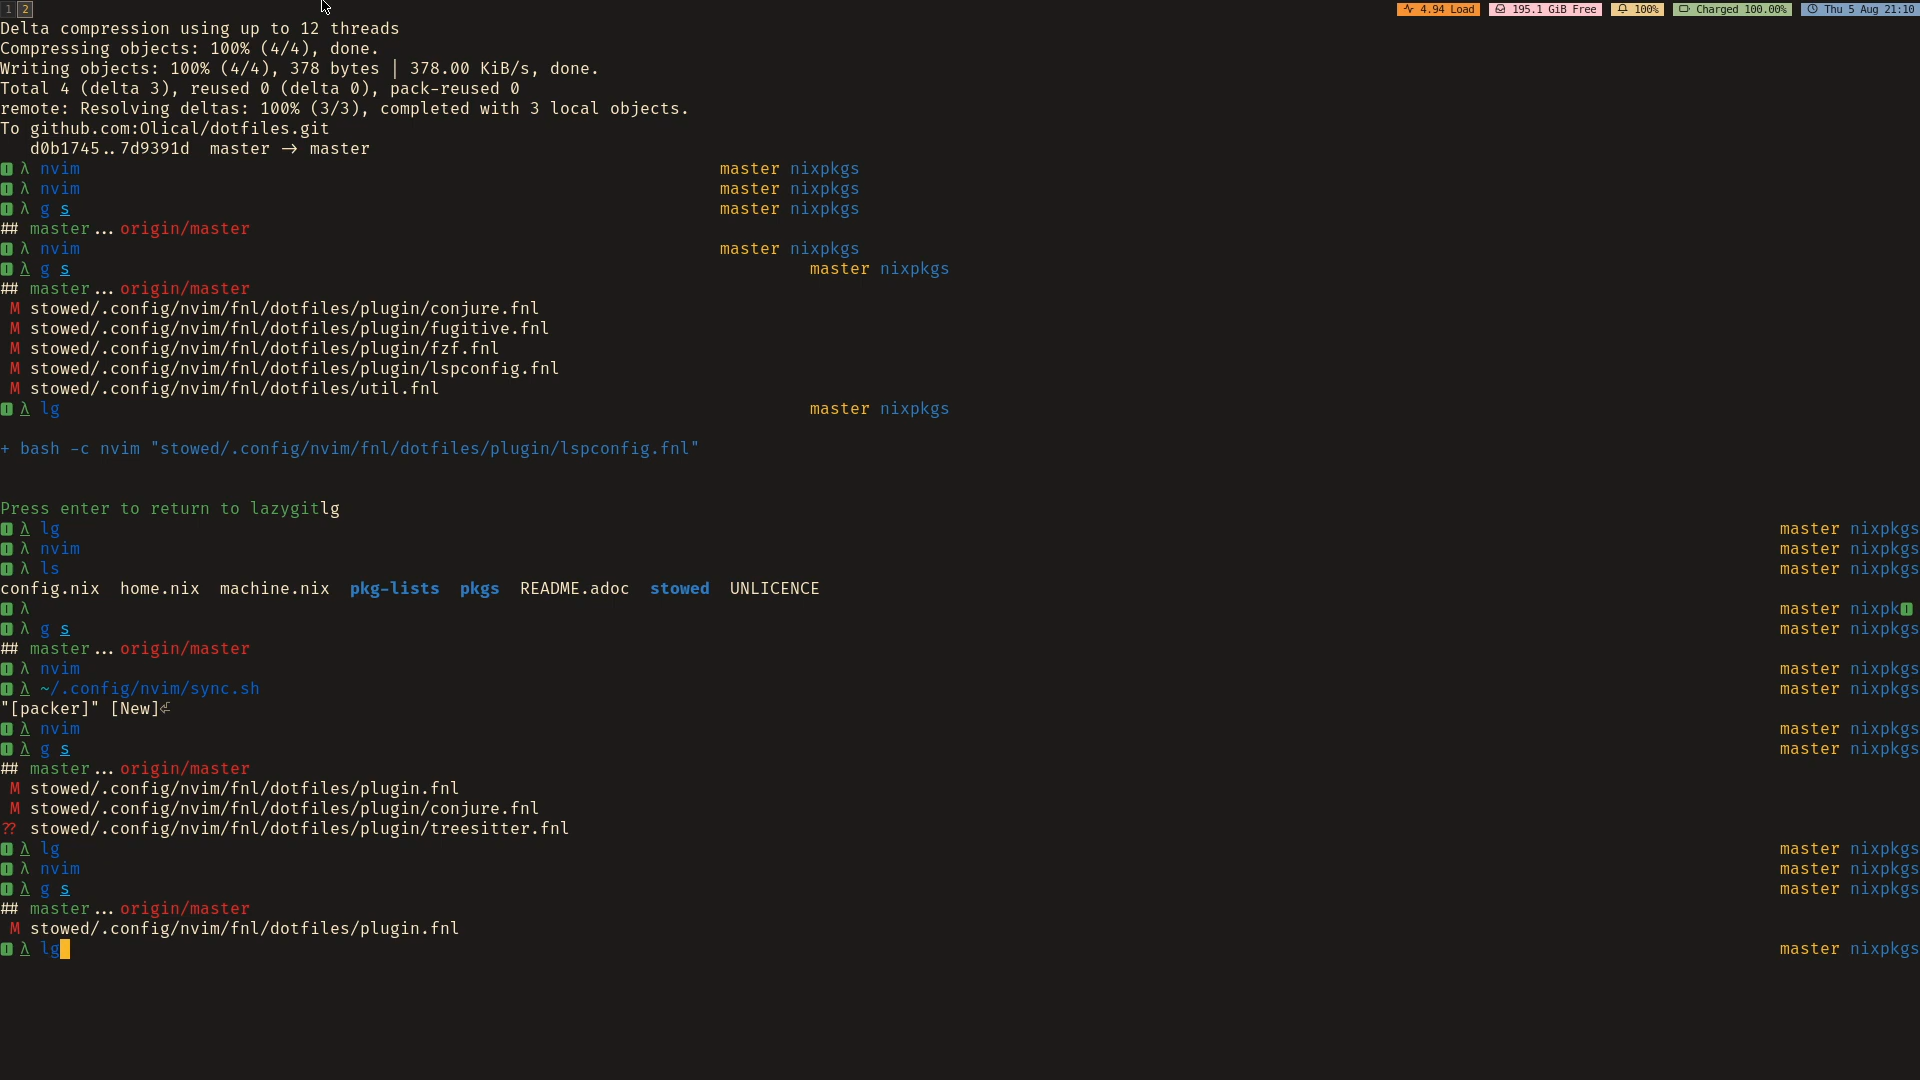 1 2 4.94 Load 195.1 GiB Free 100% Charged 100.00% Thu 5 Aug 21:10
Delta compression using up to 12 threads
Compressing objects: 100% (4/4), done.
Writing objects: 100% (4/4), 378 bytes | 378.00 KiB/s, done.
Total 4 (delta 3), reused 0 (delta 0), pack-reused 0
remote: Resolving deltas: 100% (3/3), completed with 3 local objects.
To github.com:Olical/dotfiles.git
d0b1745..7d9391d  master -> master
I λ nvim master nixpkgs
I λ nvim master nixpkgs
I λ g s master nixpkgs
## master...origin/master
I λ nvim master nixpkgs
I λ g s master nixpkgs
## master...origin/master
M stowed/.config/nvim/fnl/dotfiles/plugin/conjure.fnl
M stowed/.config/nvim/fnl/dotfiles/plugin/fugitive.fnl
M stowed/.config/nvim/fnl/dotfiles/plugin/fzf.fnl
M stowed/.config/nvim/fnl/dotfiles/plugin/lspconfig.fnl
M stowed/.config/nvim/fnl/dotfiles/util.fnl
I λ lg master nixpkgs
+ bash -c nvim "stowed/.config/nvim/fnl/dotfiles/plugin/lspconfig.fnl"
Press enter to return to lazygitlg
I λ lg master nixpkgs
I λ nvim master nixpkgs
I λ ls master nixpkgs
config.nix  home.nix  machine.nix  pkg-lists  pkgs  README.adoc  stowed  UNLICENCE
I λ master nixpk I
I λ g s master nixpkgs
## master...origin/master
I λ nvim master nixpkgs
I λ ~/.config/nvim/sync.sh master nixpkgs
"[packer]" [New]⏎
I λ nvim master nixpkgs
I λ g s master nixpkgs
## master...origin/master
M stowed/.config/nvim/fnl/dotfiles/plugin.fnl
M stowed/.config/nvim/fnl/dotfiles/plugin/conjure.fnl
?? stowed/.config/nvim/fnl/dotfiles/plugin/treesitter.fnl
I λ lg master nixpkgs
I λ nvim master nixpkgs
I λ g s master nixpkgs
## master...origin/master
M stowed/.config/nvim/fnl/dotfiles/plugin.fnl
I λ lg master nixpkgs